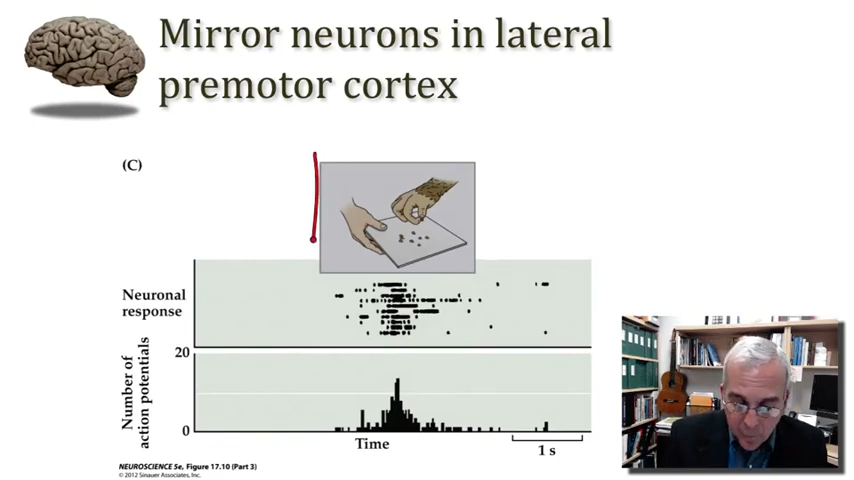 Mirror neurons in lateral
premotor cortex
(C)
Neuronal
response
20
Number of
action potentials
0
Time
1 s
NEUROSCIENCE 5e, Figure 17.10 (Part 3)
© 2012 Sinauer Associates, Inc.